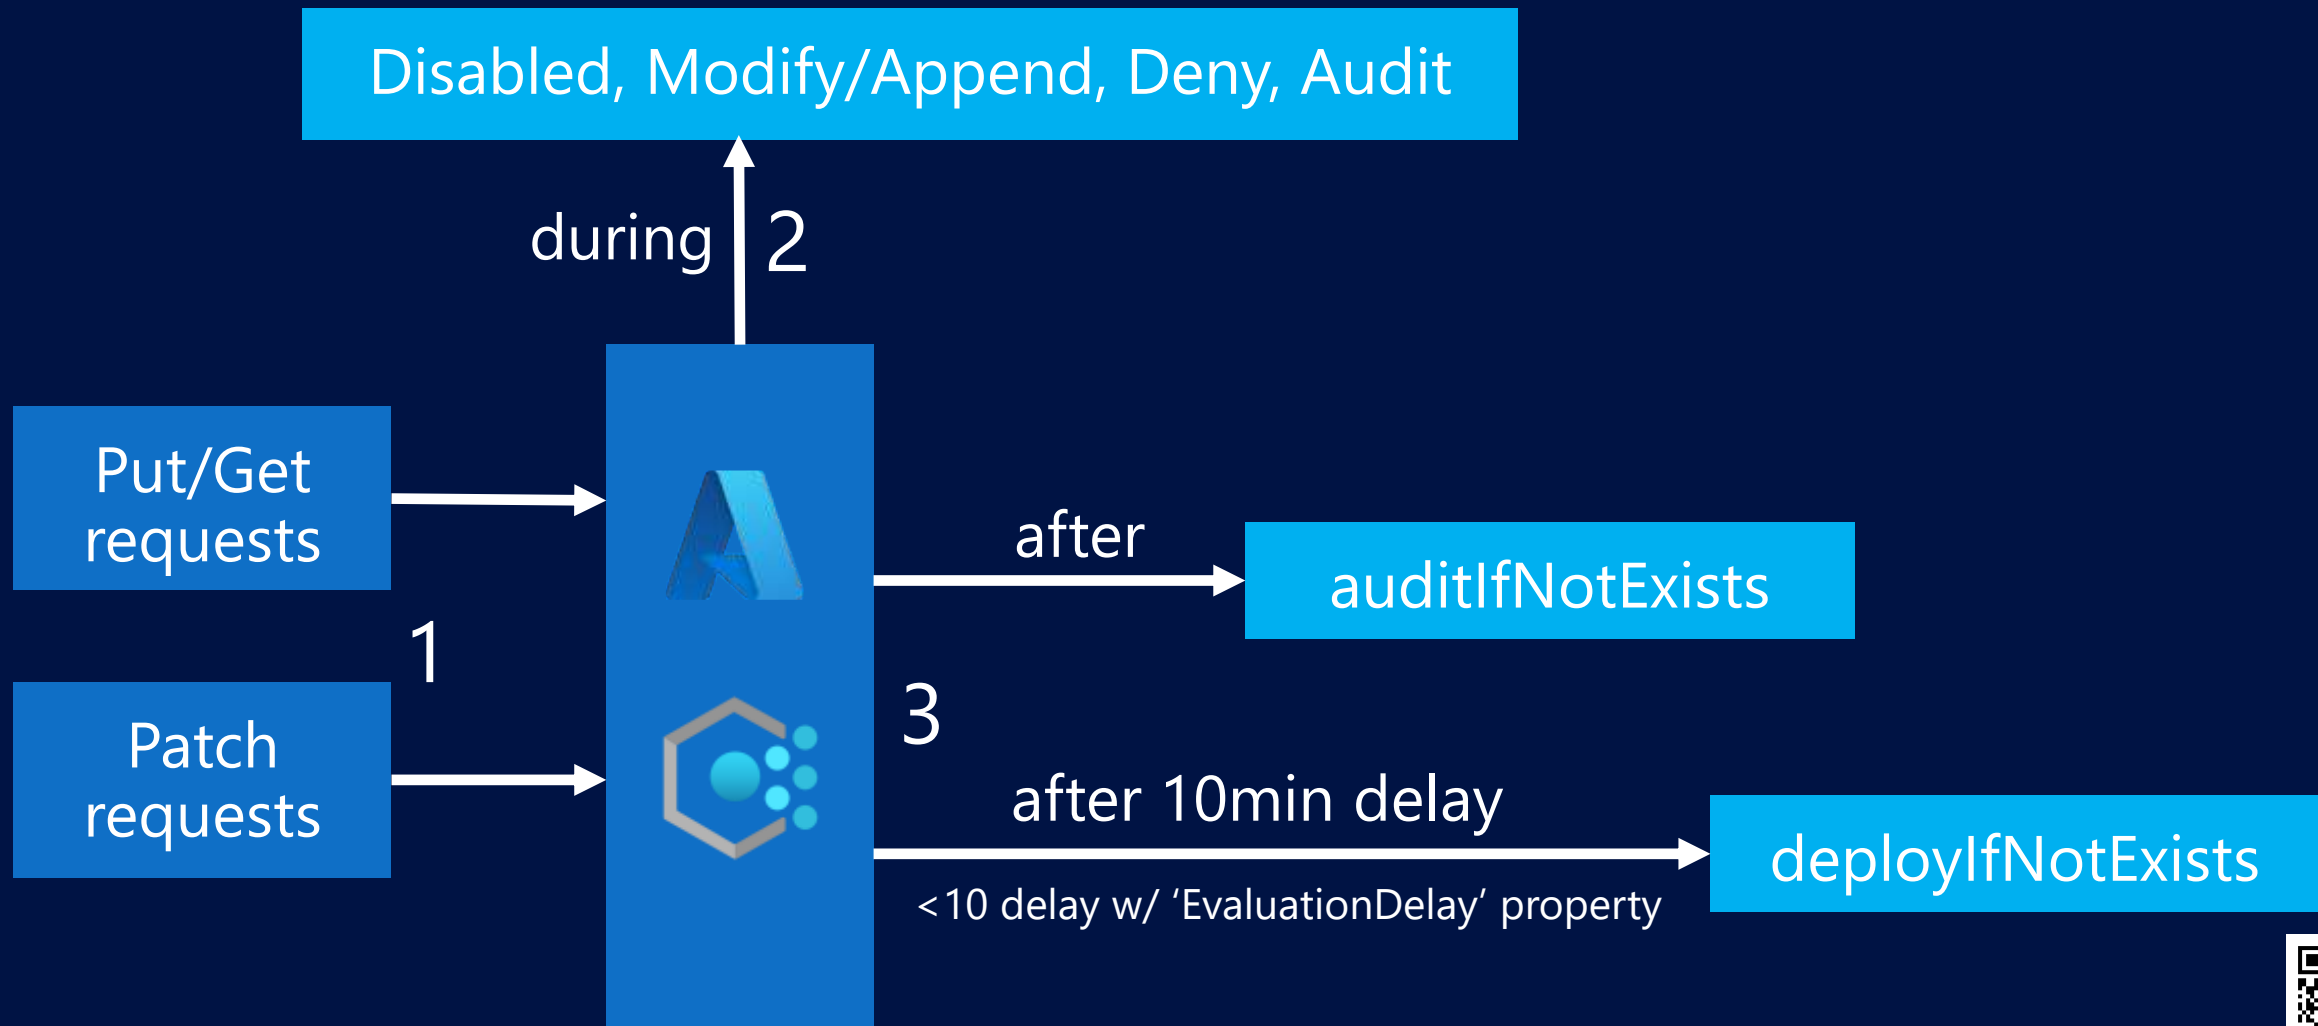 Disabled, Modify/Append, Deny, Audit
during
2
Put/Get
requests
1
Patch
requests
after
auditIfNotExists
3
after 10min delay
<10 delay w/ ‘EvaluationDelay’ property
deployIfNotExists